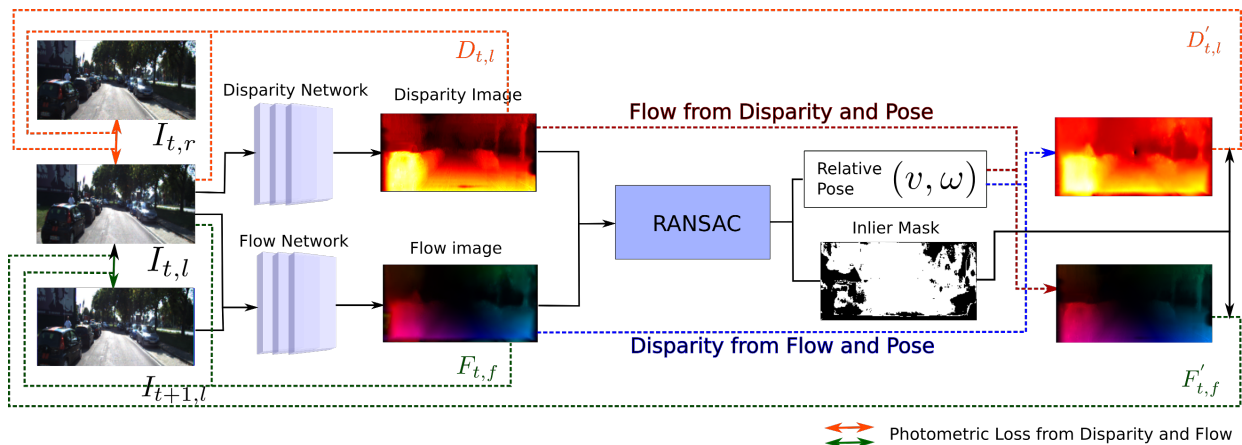 D_{t,l}
D'_{t,l}
Disparity Network
Disparity Image
Flow from Disparity and Pose
I_{t,r}
Relative
Pose
(v, ω)
RANSAC
Inlier Mask
Flow Network
Flow image
I_{t,l}
Disparity from Flow and Pose
F_{t,f}
F'_{t,f}
I_{t+1,l}
Photometric Loss from Disparity and Flow